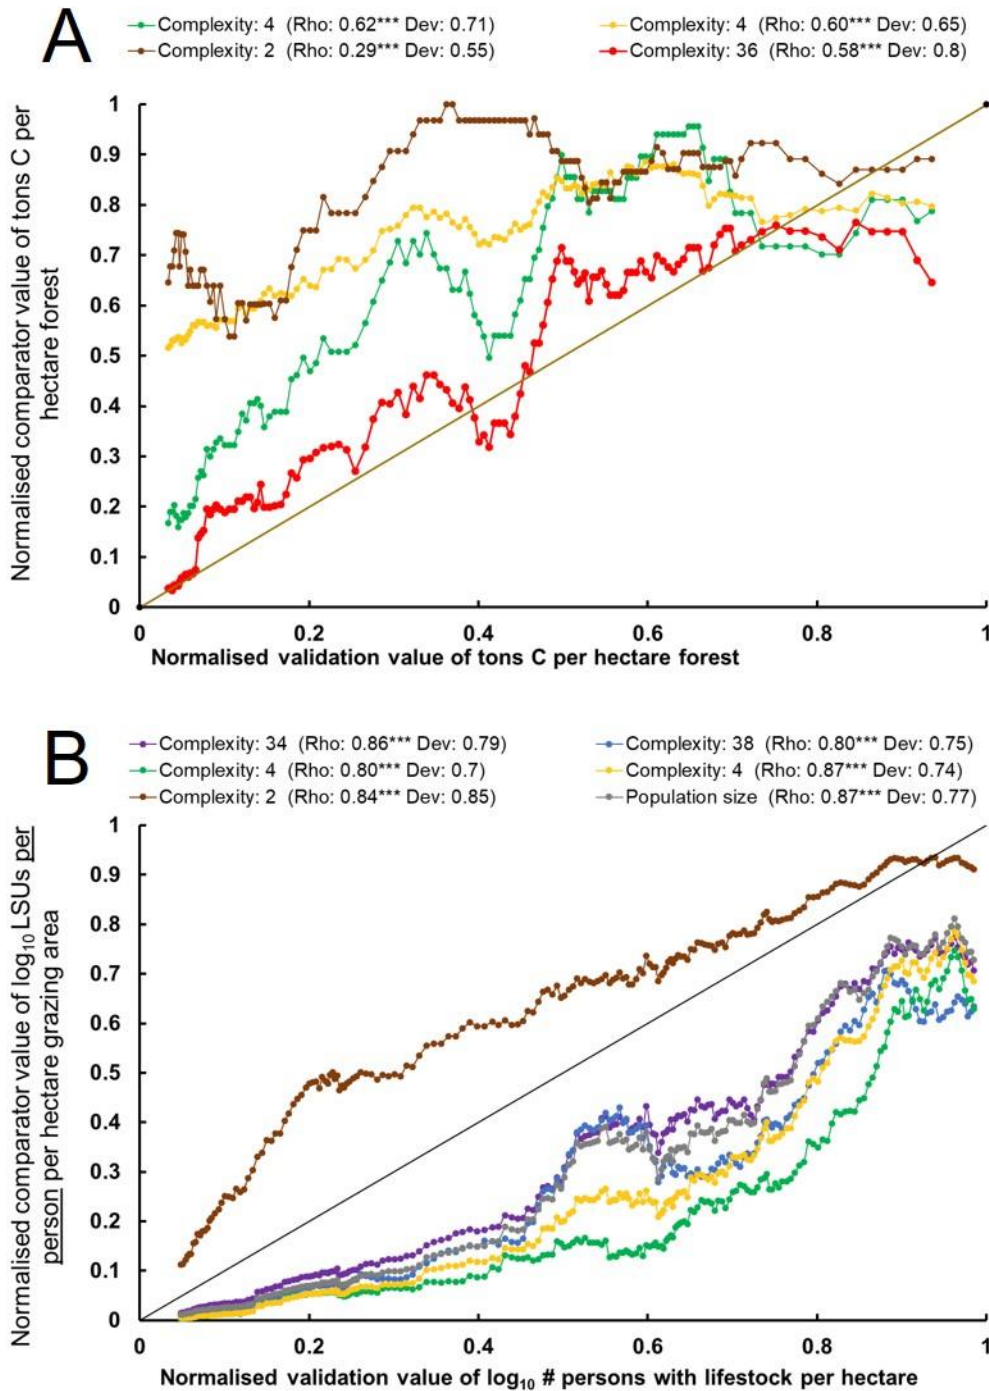 A
Complexity: 4 (Rho: 0.62*** Dev: 0.71)
Complexity: 4 (Rho: 0.60*** Dev: 0.65)
Complexity: 2 (Rho: 0.29*** Dev: 0.55)
Complexity: 36 (Rho: 0.58*** Dev: 0.8)
Normalised comparator value of tons C per
hectare forest
1
0.9
0.8
0.7
0.6
0.5
0.4
0.3
0.2
0.1
0
0 0.2 0.4 0.6 0.8 1
Normalised validation value of tons C per hectare forest
B
Complexity: 34 (Rho: 0.86*** Dev: 0.79)
Complexity: 38 (Rho: 0.80*** Dev: 0.75)
Complexity: 4 (Rho: 0.80*** Dev: 0.7)
Complexity: 4 (Rho: 0.87*** Dev: 0.74)
Complexity: 2 (Rho: 0.84*** Dev: 0.85)
Population size (Rho: 0.87*** Dev: 0.77)
Normalised comparator value of log₁₀ LSUs per
person per hectare grazing area
1
0.9
0.8
0.7
0.6
0.5
0.4
0.3
0.2
0.1
0
0 0.2 0.4 0.6 0.8 1
Normalised validation value of log₁₀ # persons with lifestock per hectare